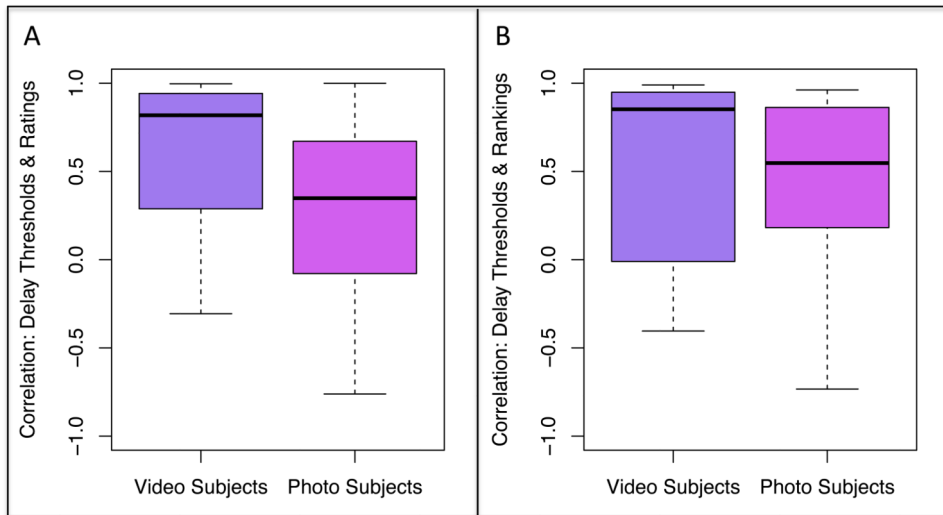 A
Correlation: Delay Thresholds & Ratings
1.0
0.5
0.0
−0.5
−1.0
Video Subjects
Photo Subjects
B
Correlation: Delay Thresholds & Rankings
1.0
0.5
0.0
−0.5
−1.0
Video Subjects
Photo Subjects